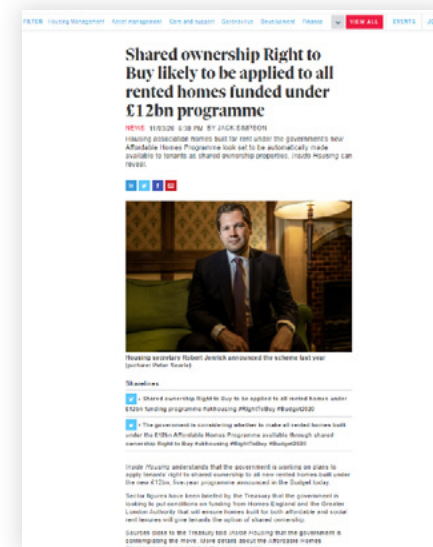 FILTER Housing Management Asset management Care and support Coronavirus Development Finance VIEW ALL EVENTS
Shared ownership Right to
Buy likely to be applied to all
rented homes funded under
£12bn programme
NEWS 11/03/20 6:38 PM BY JACK SIMPSON
Housing association homes built for rent under the government's new
Affordable Homes Programme look set to be automatically made
available to tenants as shared ownership properties, Inside Housing can
reveal.
Housing secretary Robert Jenrick announced the scheme last year
(picture: Peter Searle)
Sharelines
Shared ownership Right to Buy to be applied to all rented homes under
£12bn funding programme #ukhousing #RightToBuy #Budget2020
The government is considering whether to make all rented homes built
under the £12bn Affordable Homes Programme available through shared
ownership Right to Buy #ukhousing #RightToBuy #Budget2020
Inside Housing understands that the government is working on plans to
apply tenants right to shared ownership to all new rented homes built under
the new £12bn, five-year programme announced in the Budget today.
Sector figures have been briefed by the Treasury that the government is
looking to put conditions on funding from Homes England and the Greater
London Authority that will ensure homes built for both affordable and social
rent tenures will give tenants the option of shared ownership.
Sources close to the Treasury told Inside Housing that the government is
contemplating the move. More details about the Affordable Homes